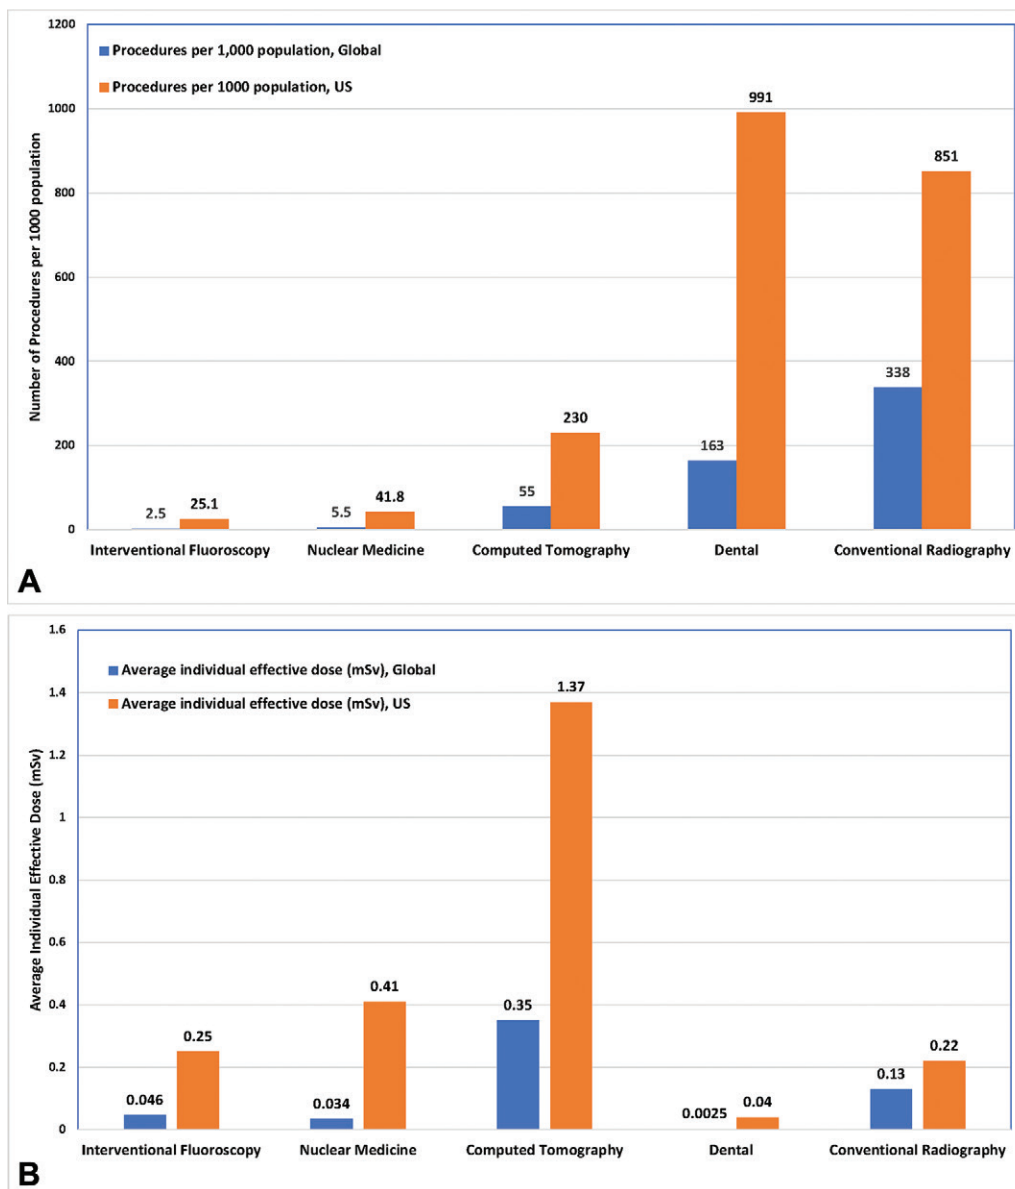 1200
Procedures per 1,000 population, Global
Procedures per 1000 population, US
1000
800
600
400
200
0
Number of Procedures per 1000 population
2.5
25.1
5.5
41.8
55
230
163
991
338
851
Interventional Fluoroscopy
Nuclear Medicine
Computed Tomography
Dental
Conventional Radiography
A
1.6
Average individual effective dose (mSv), Global
Average individual effective dose (mSv), US
1.4
1.2
1
0.8
0.6
0.4
0.2
0
Average Individual Effective Dose (mSv)
0.046
0.25
0.034
0.41
0.35
1.37
0.0025
0.04
0.13
0.22
Interventional Fluoroscopy
Nuclear Medicine
Computed Tomography
Dental
Conventional Radiography
B